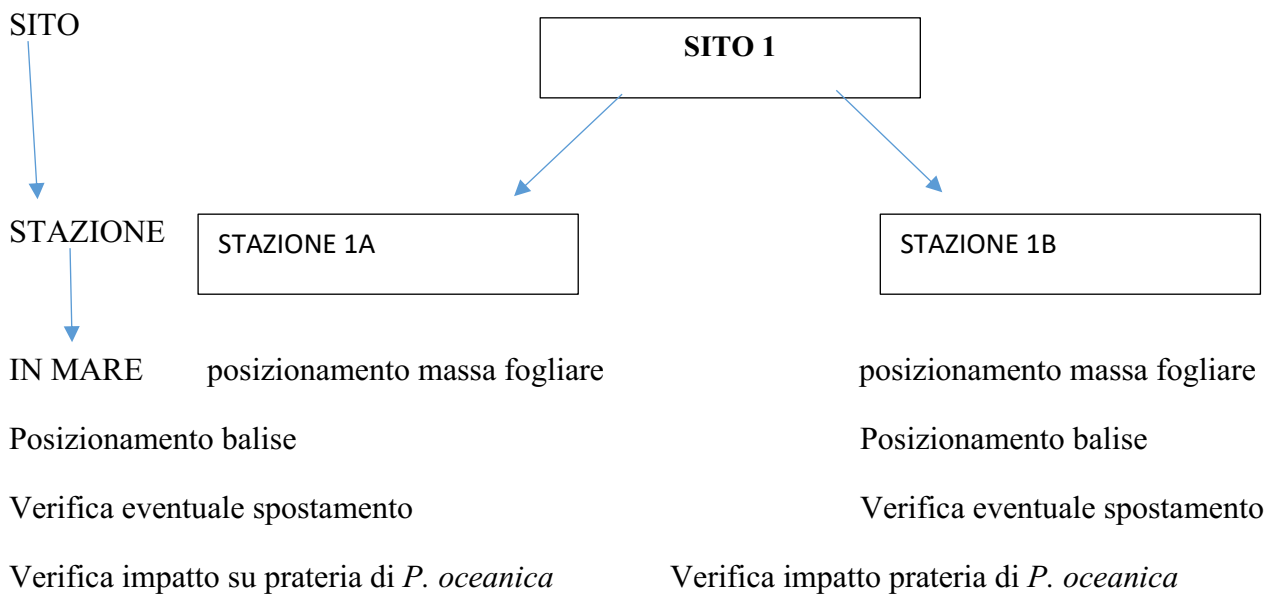 SITO
SITO 1
STAZIONE STAZIONE 1A STAZIONE 1B
IN MARE posizionamento massa fogliare posizionamento massa fogliare
Posizionamento balise Posizionamento balise
Verifica eventuale spostamento Verifica eventuale spostamento
Verifica impatto su prateria di P. oceanica Verifica impatto prateria di P. oceanica